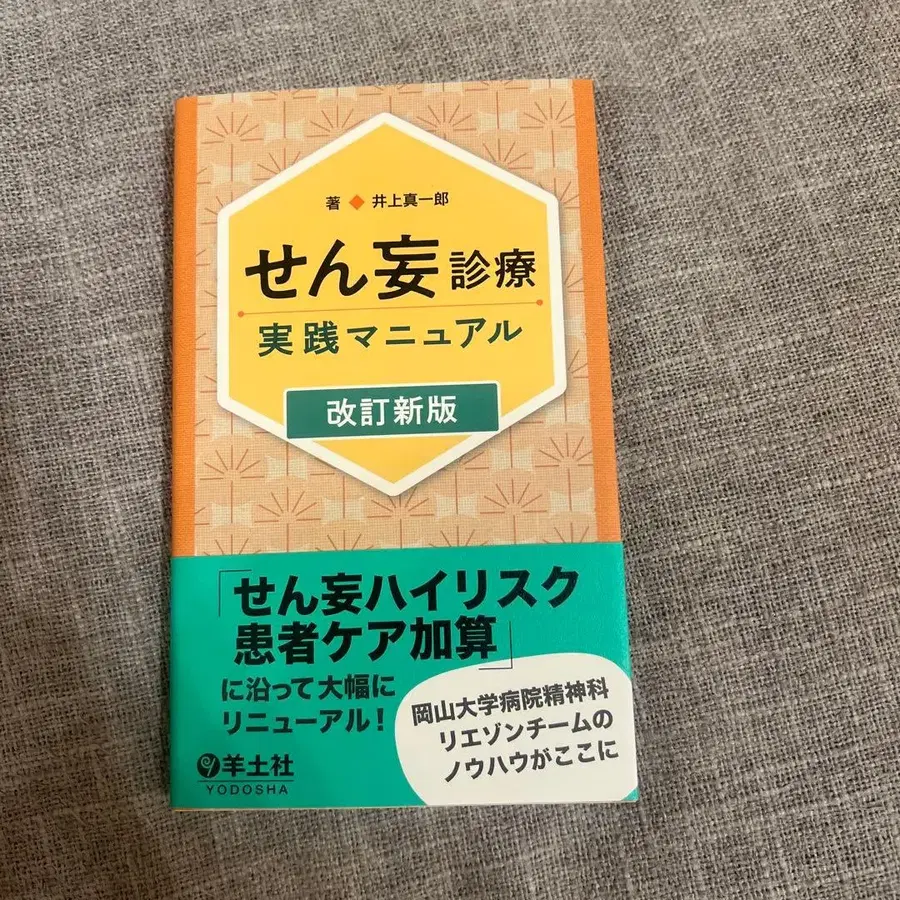 著◆井上真一郎
せん妄診療
実践マニュアル
改訂新版
「せん妄ハイリスク
患者ケア加算」
に沿って大幅に
リニューアル!
岡山大学病院精神科
リエゾンチームの
ノウハウがここに
羊土社
YODOSHA